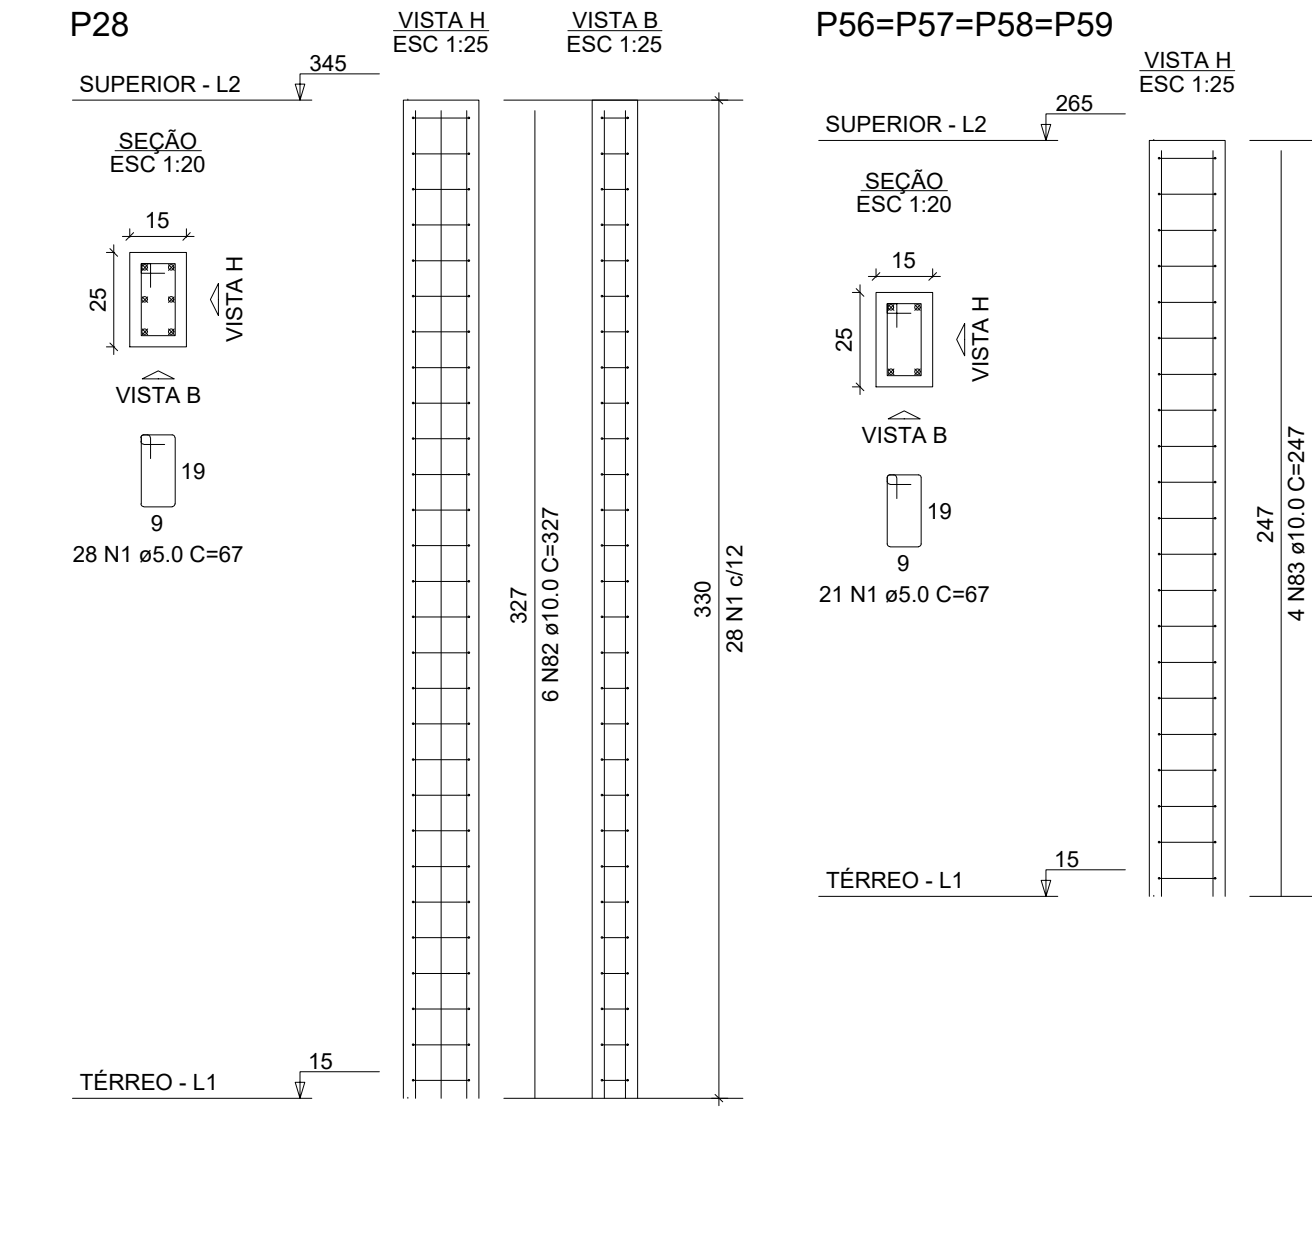 P28
VISTA H
ESC 1:25
VISTA B
ESC 1:25
345
SUPERIOR - L2
SEÇÃO
ESC 1:20
15
25
VISTA H
VISTA B
19
9
28 N1 ø5.0 C=67
327
6 N82 ø10.0 C=327
330
28 N1 c/12
15
TÉRREO - L1
P56=P57=P58=P59
VISTA H
ESC 1:25
265
SUPERIOR - L2
SEÇÃO
ESC 1:20
15
25
VISTA H
VISTA B
19
9
21 N1 ø5.0 C=67
247
4 N83 ø10.0 C=247
15
TÉRREO - L1